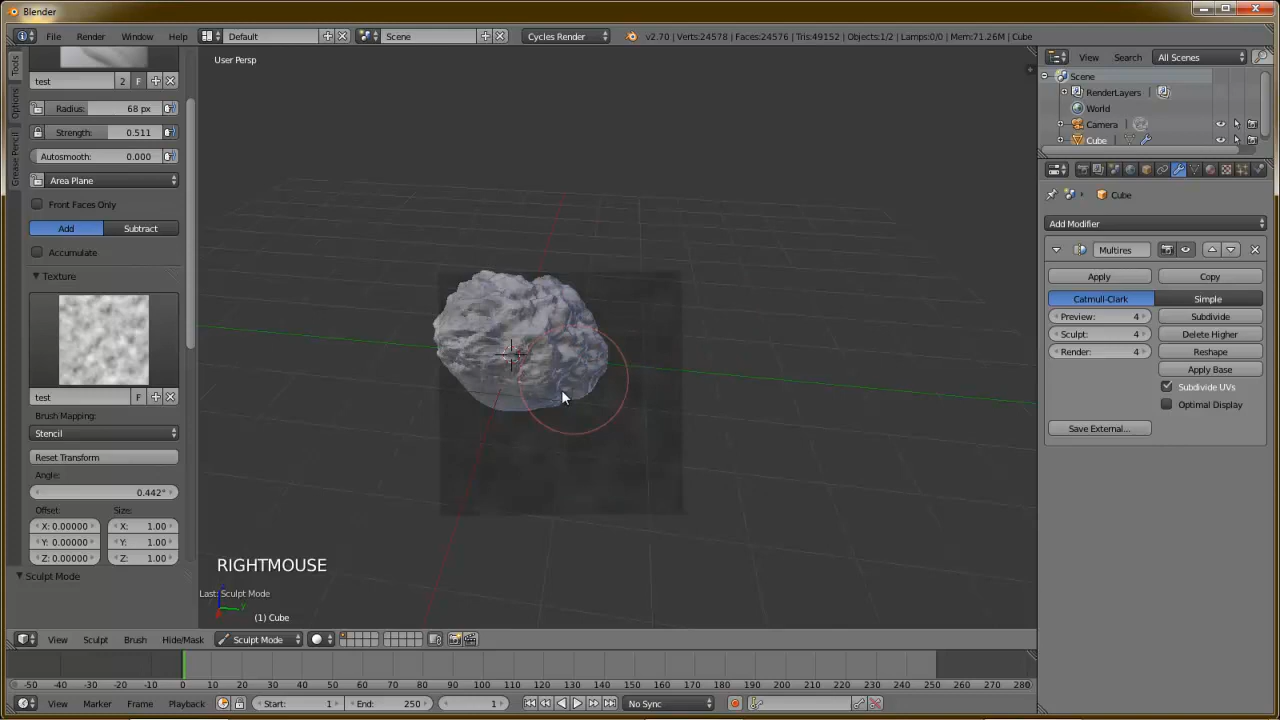 Blender
File Render Window Help Default Scene Cycles Render v2.70 | Verts:24578 | Faces:24576 | Tris:49152 | Objects:1/2 | Lamps:0/0 | Mem:71.26M | Cube
Tools
Options
Grease Pencil
test 2 F
Radius: 68 px
Strength: 0.511
Autosmooth: 0.000
Area Plane
Front Faces Only
Add Subtract
Accumulate
Texture
test F
Brush Mapping:
Stencil
Reset Transform
Angle:
0.442°
Offset: Size:
X: 0.00000 X: 1.00
Y: 0.00000 Y: 1.00
Z: 0.00000 Z: 1.00
Sculpt Mode
User Persp
RIGHTMOUSE
Last: Sculpt Mode
(1) Cube
View Search All Scenes
Scene
RenderLayers
World
Camera
Cube
Cube
Add Modifier
Multires
Apply Copy
Catmull-Clark Simple
Preview: 4 Subdivide
Sculpt: 4 Delete Higher
Render: 4 Reshape
Apply Base
Subdivide UVs
Optimal Display
Save External...
View Sculpt Brush Hide/Mask Sculpt Mode
-50 -40 -30 -20 -10 0 10 20 30 40 50 60 70 80 90 100 110 120 130 140 150 160 170 180 190 200 210 220 230 240 250 260 270 280
View Marker Frame Playback Start: 1 End: 250 1 No Sync